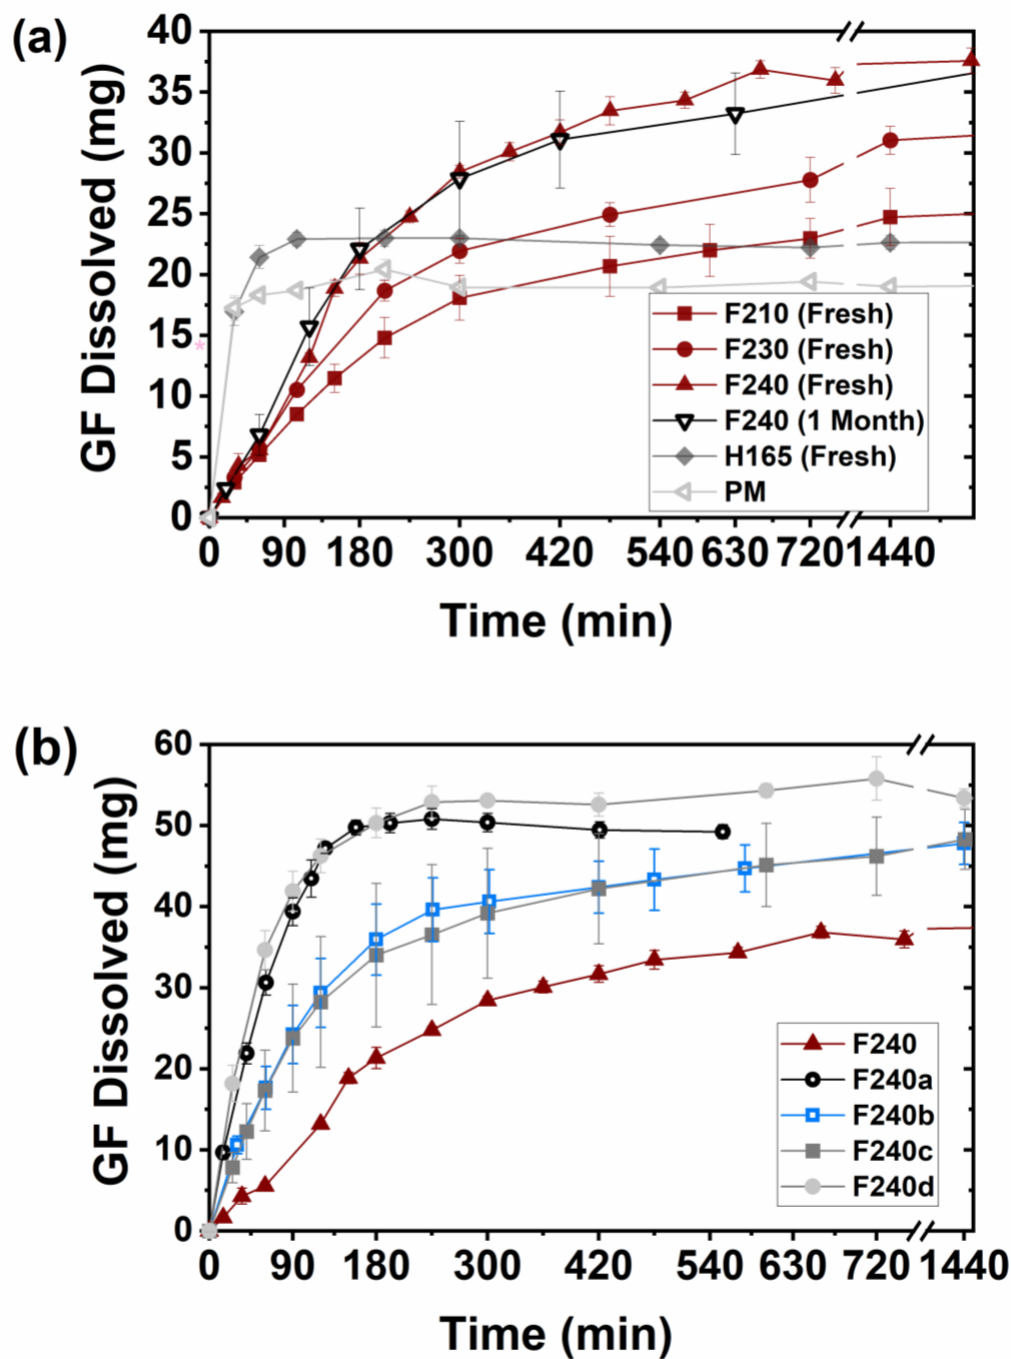 (a)
40
35
30
25
20
15
10
5
0
GF Dissolved (mg)
*
F210 (Fresh)
F230 (Fresh)
F240 (Fresh)
F240 (1 Month)
H165 (Fresh)
PM
0 90 180 300 420 540 630 720 1440
Time (min)
(b)
60
50
40
30
20
10
0
GF Dissolved (mg)
F240
F240a
F240b
F240c
F240d
0 90 180 300 420 540 630 720 1440
Time (min)